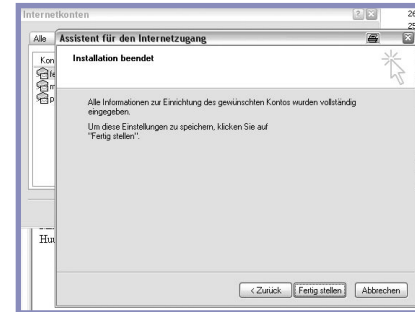 Internetkonten
Alle
Assistent für den Internetzugang
Kon
Installation beendet
Alle Informationen zur Einrichtung des gewünschten Kontos wurden vollständig
eingegeben.
Um diese Einstellungen zu speichern, klicken Sie auf
"Fertig stellen".
< Zurück
Fertig stellen
Abbrechen